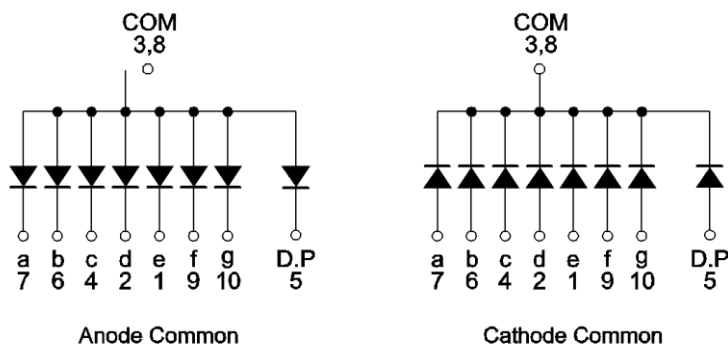 COM
3,8
a b c d e f g D.P
7 6 4 2 1 9 10 5
Anode Common
COM
3,8
a b c d e f g D.P
7 6 4 2 1 9 10 5
Cathode Common